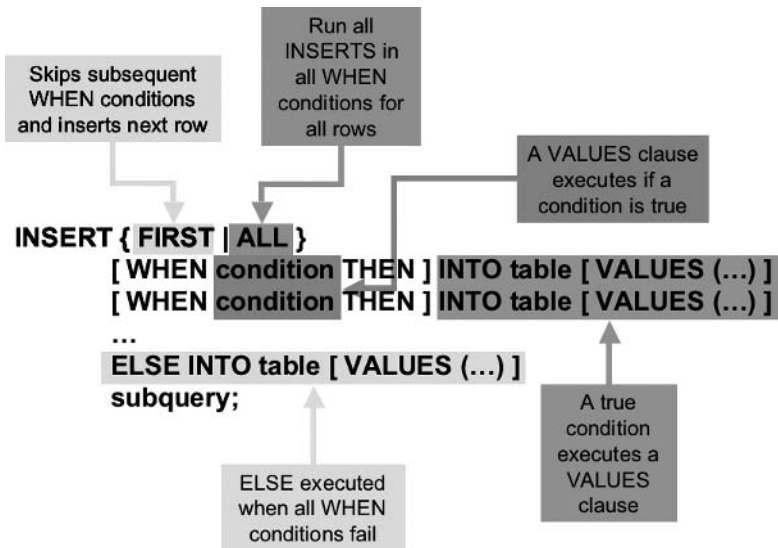 Run all
INSERTS in
all WHEN
conditions for
all rows
Skips subsequent
WHEN conditions
and inserts next row
A VALUES clause
executes if a
condition is true
INSERT { FIRST | ALL }
[ WHEN condition THEN ] INTO table [ VALUES (...) ]
[ WHEN condition THEN ] INTO table [ VALUES (...) ]
...
ELSE INTO table [ VALUES (...) ]
subquery;
A true
condition
executes a
VALUES
clause
ELSE executed
when all WHEN
conditions fail